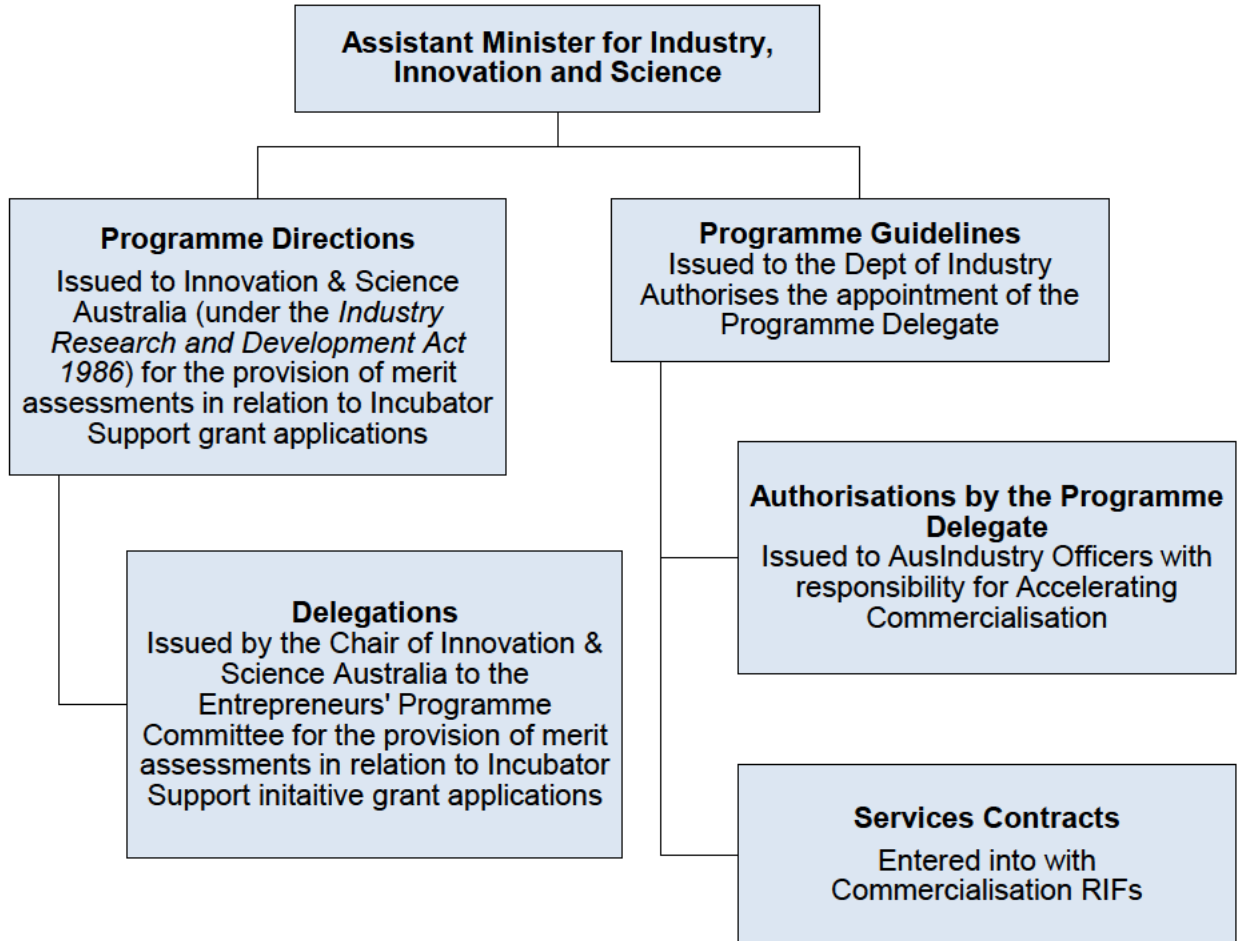 Assistant Minister for Industry,
Innovation and Science
Programme Directions
Issued to Innovation & Science
Australia (under the Industry
Research and Development Act
1986) for the provision of merit
assessments in relation to Incubator
Support grant applications
Delegations
Issued by the Chair of Innovation &
Science Australia to the
Entrepreneurs' Programme
Committee for the provision of merit
assessments in relation to Incubator
Support initaitive grant applications
Programme Guidelines
Issued to the Dept of Industry
Authorises the appointment of the
Programme Delegate
Authorisations by the Programme
Delegate
Issued to AusIndustry Officers with
responsibility for Accelerating
Commercialisation
Services Contracts
Entered into with
Commercialisation RIFs